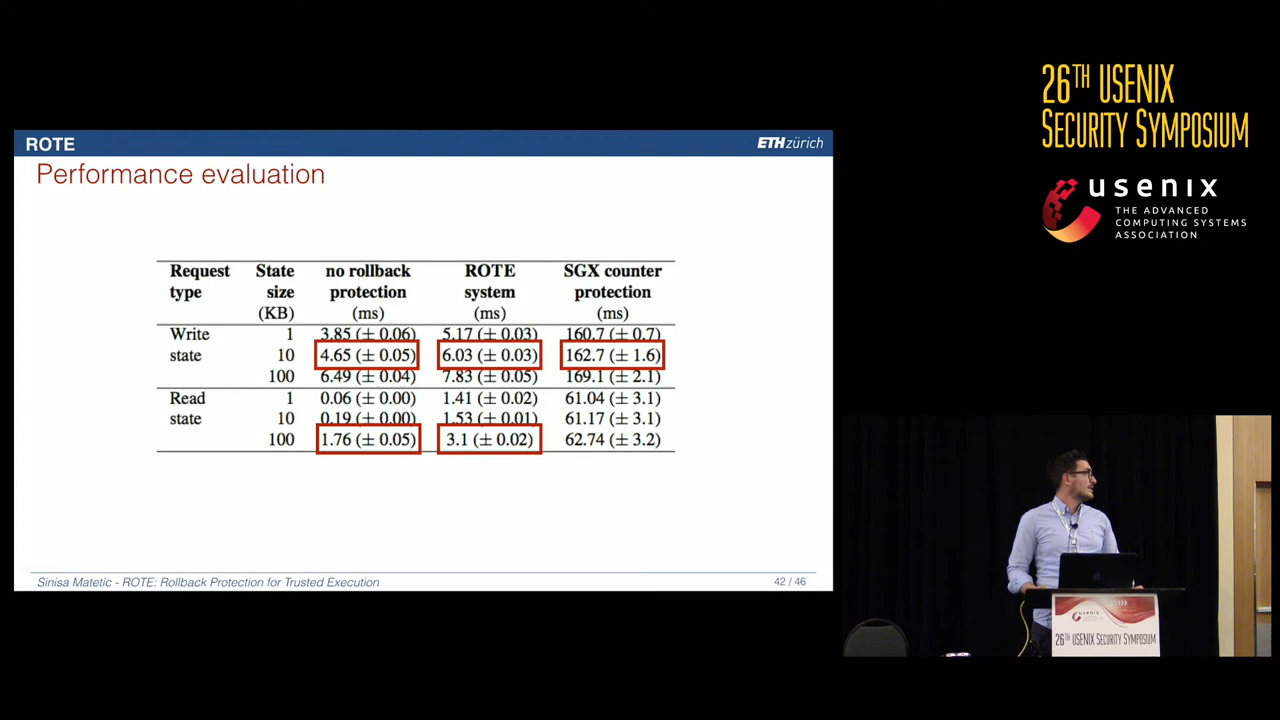 ROTE
ETH zürich
Performance evaluation
Request type State size (KB) no rollback protection (ms) ROTE system (ms) SGX counter protection (ms)
Write state 1 3.85 (± 0.06) 5.17 (± 0.03) 160.7 (± 0.7)
10 4.65 (± 0.05) 6.03 (± 0.03) 162.7 (± 1.6)
100 6.49 (± 0.04) 7.83 (± 0.05) 169.1 (± 2.1)
Read state 1 0.06 (± 0.00) 1.41 (± 0.02) 61.04 (± 3.1)
10 0.19 (± 0.00) 1.53 (± 0.01) 61.17 (± 3.1)
100 1.76 (± 0.05) 3.1 (± 0.02) 62.74 (± 3.2)
Sinisa Matetic - ROTE: Rollback Protection for Trusted Execution
42 / 46
26TH USENIX
SECURITY SYMPOSIUM
usenix
THE ADVANCED
COMPUTING SYSTEMS
ASSOCIATION
usenix
26TH USENIX SECURITY SYMPOSIUM